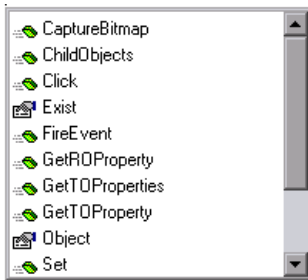 CaptureBitmap
ChildObjects
Click
Exist
FireEvent
GetROProperty
GetTOProperties
GetTOProperty
Object
Set